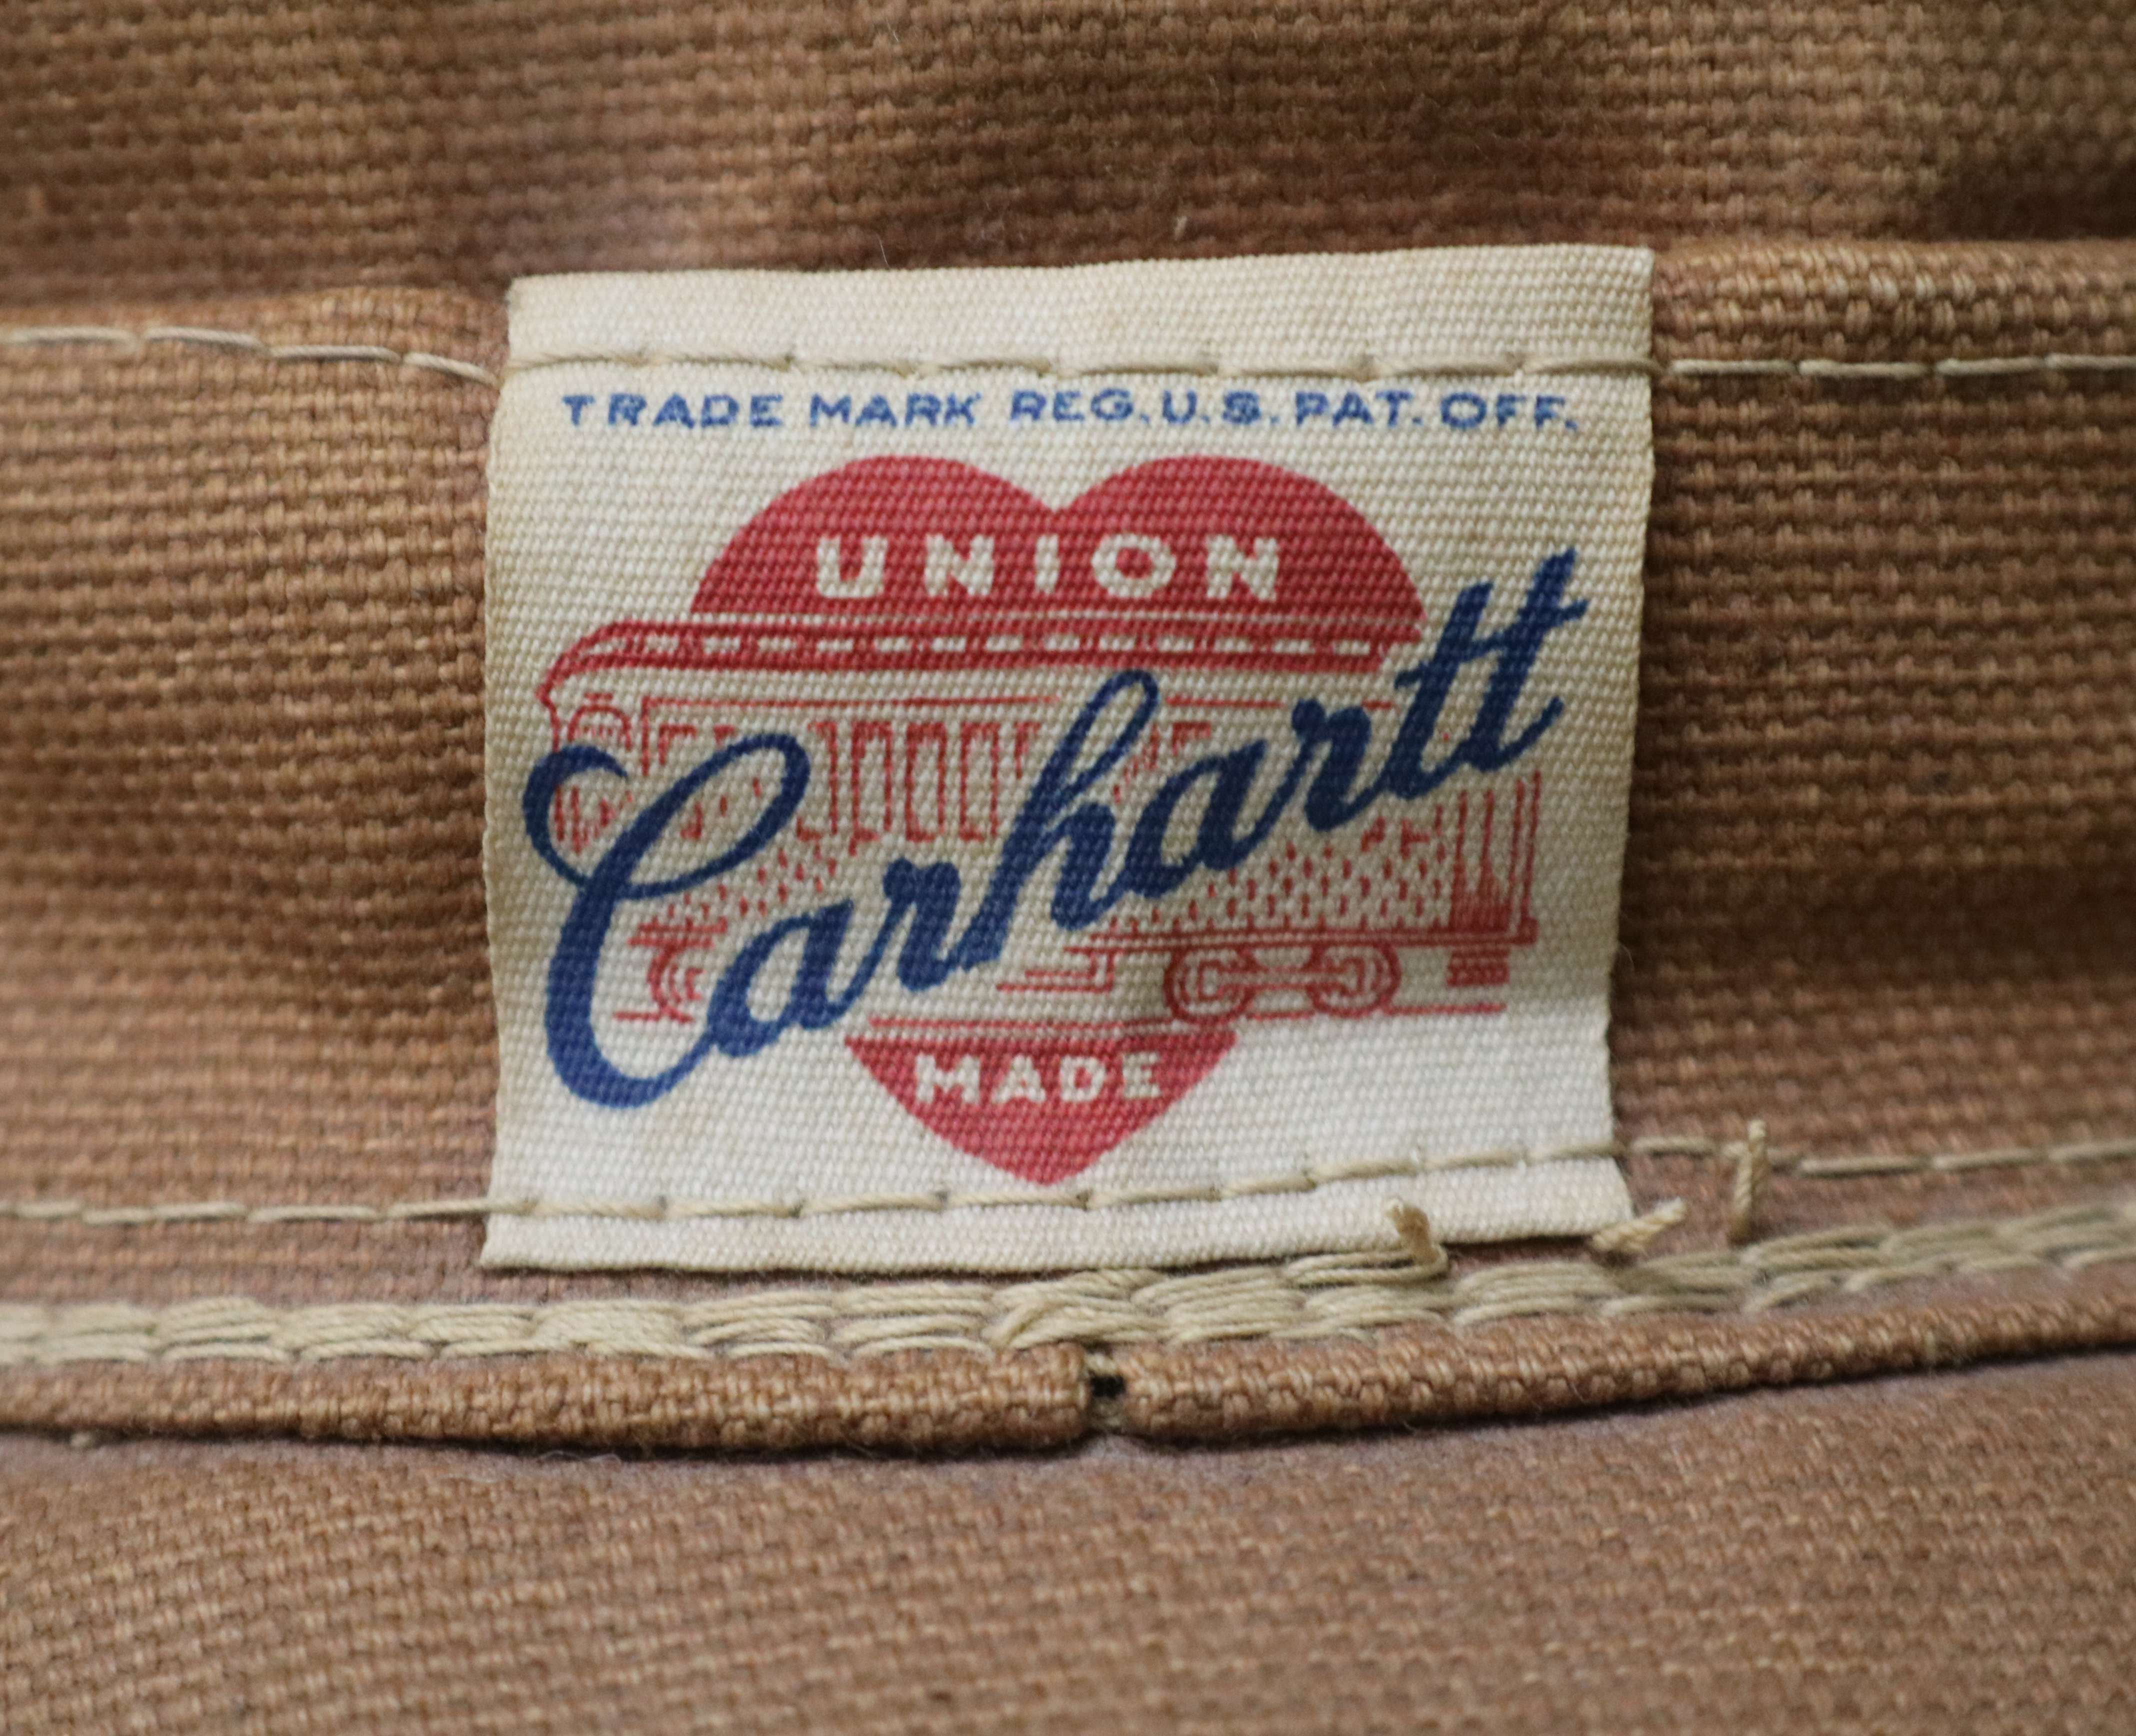 TRADE MARK REG. U.S. PAT. OFF.
UNION
Carhartt
MADE